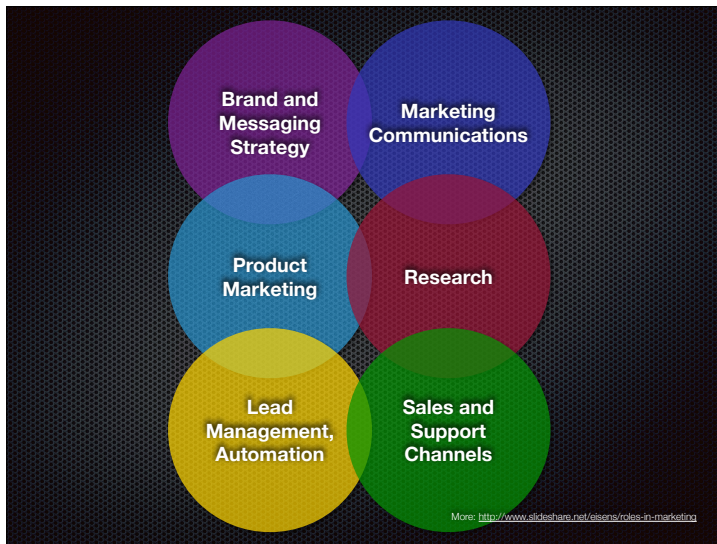 Brand and
Messaging
Strategy
Marketing
Communications
Product
Marketing
Research
Lead
Management,
Automation
Sales and
Support
Channels
More: http://www.slideshare.net/eisens/roles-in-marketing